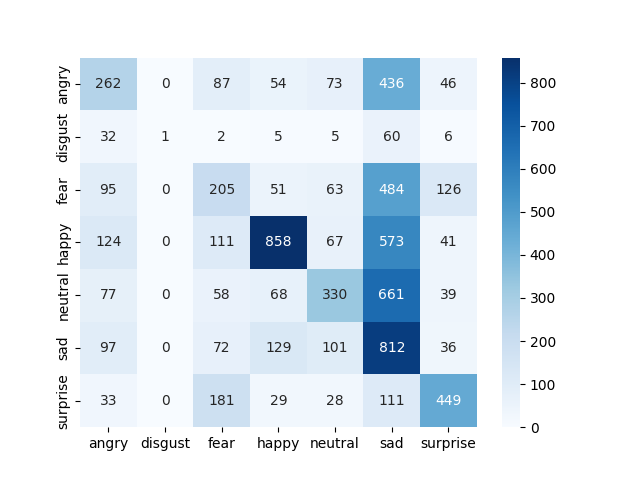 angry 262 0 87 54 73 436 46
disgust 32 1 2 5 5 60 6
fear 95 0 205 51 63 484 126
happy 124 0 111 858 67 573 41
neutral 77 0 58 68 330 661 39
sad 97 0 72 129 101 812 36
surprise 33 0 181 29 28 111 449
angry disgust fear happy neutral sad surprise
800
700
600
500
400
300
200
100
0